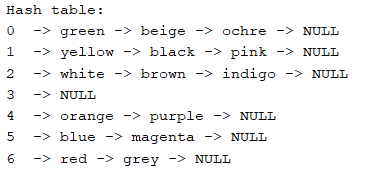 Hash table:
0 -> green -> beige -> ochre -> NULL
1 -> yellow -> black -> pink -> NULL
2 -> white -> brown -> indigo -> NULL
3 -> NULL
4 -> orange -> purple -> NULL
5 -> blue -> magenta -> NULL
6 -> red -> grey -> NULL